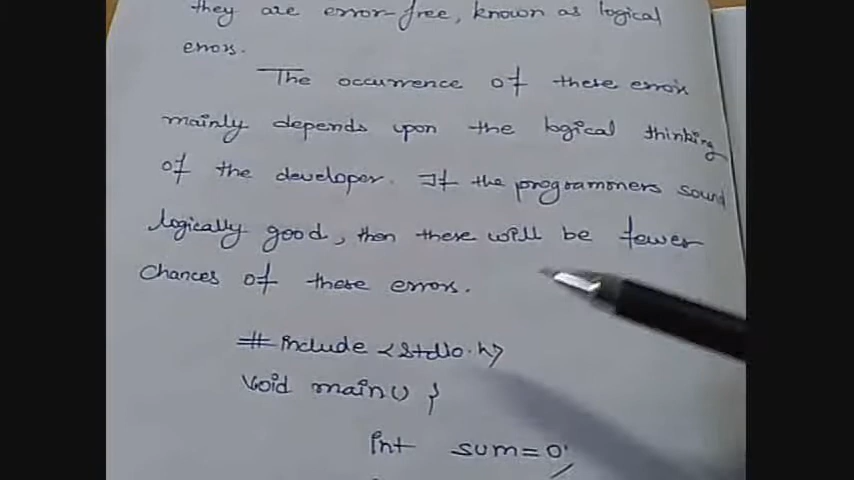 they are error-free, known as logical
errors.
The occurrence of these errors
mainly depends upon the logical thinking
of the developer. If the programmers sound
logically good, then there will be fewer
chances of these errors.
# include <stdio.h>
void main() {
int sum=0;